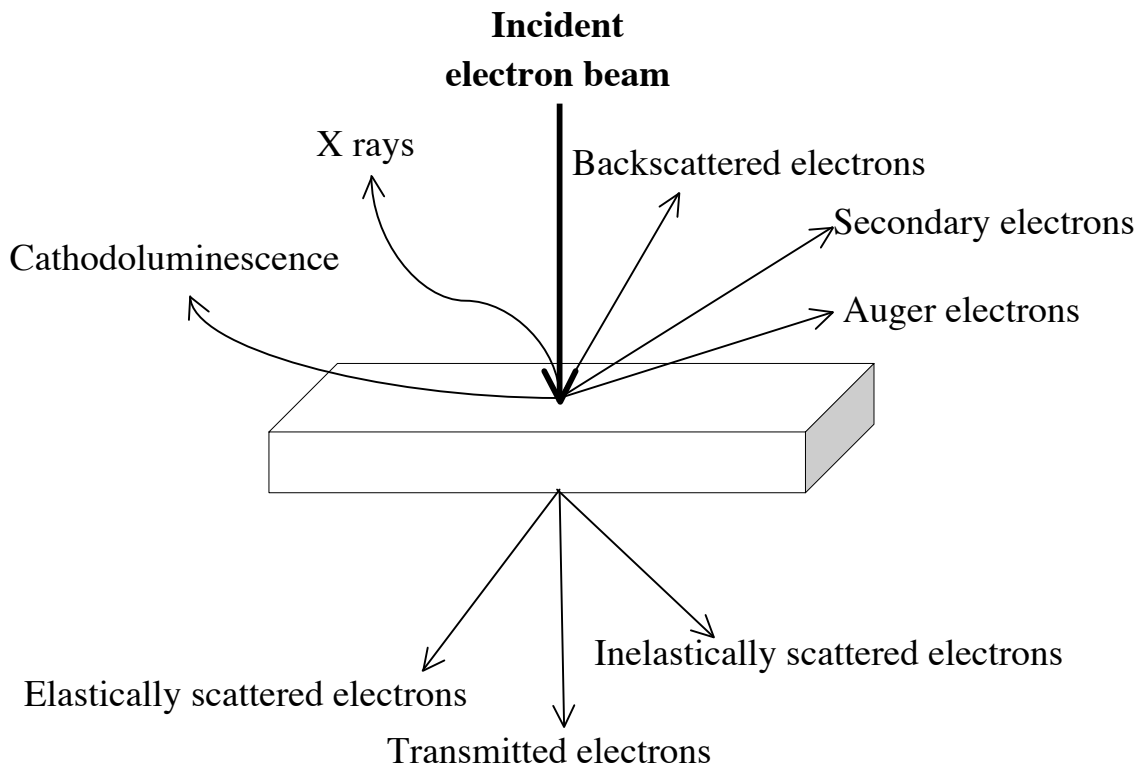 Incident
electron beam
X rays
Backscattered electrons
Secondary electrons
Cathodoluminescence
Auger electrons
Inelastically scattered electrons
Elastically scattered electrons
Transmitted electrons